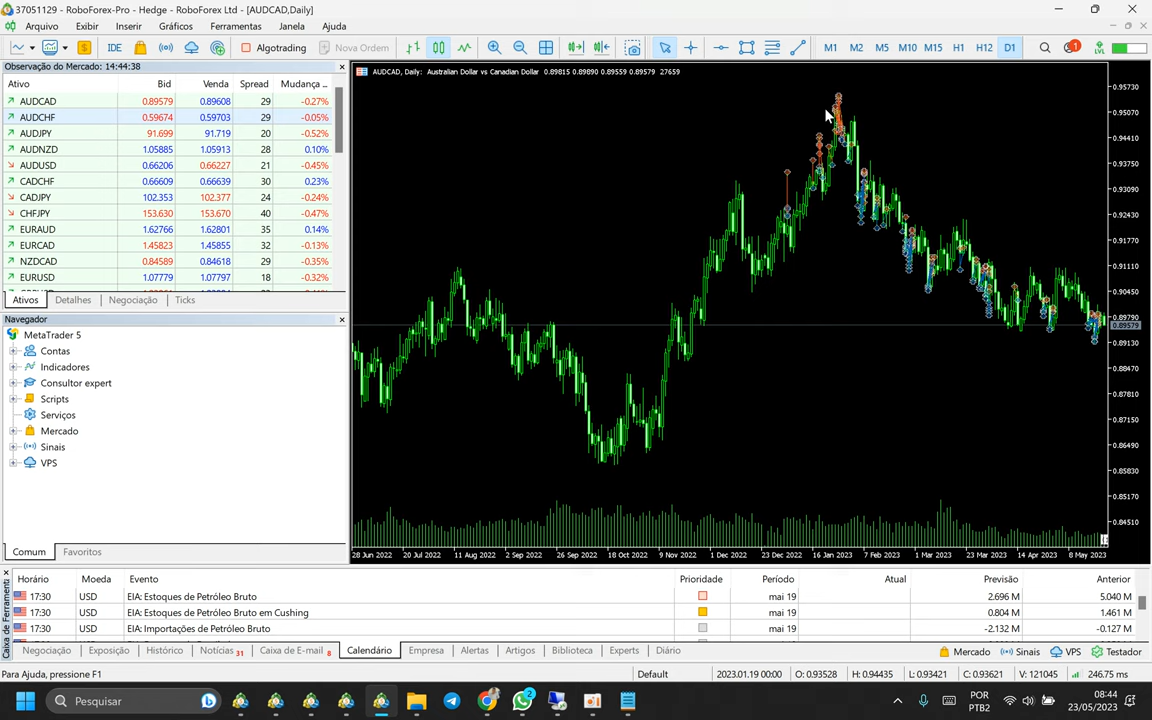 37051129 - RoboForex-Pro - Hedge - RoboForex Ltd - [AUDCAD,Daily]
Arquivo Exibir Inserir Gráficos Ferramentas Janela Ajuda
IDE Algotrading Nova Ordem M1 M2 M5 M10 M15 H1 H12 D1 1 LVL
Observação do Mercado: 14:44:38
Ativo Bid Venda Spread Mudança ...
AUDCAD 0.89579 0.89608 29 -0.27%
AUDCHF 0.59674 0.59703 29 -0.05%
AUDJPY 91.699 91.719 20 -0.52%
AUDNZD 1.05885 1.05913 28 0.10%
AUDUSD 0.66206 0.66227 21 -0.45%
CADCHF 0.66609 0.66639 30 0.23%
CADJPY 102.353 102.377 24 -0.24%
CHFJPY 153.630 153.670 40 -0.47%
EURAUD 1.62766 1.62801 35 0.14%
EURCAD 1.45823 1.45855 32 -0.13%
NZDCAD 0.84589 0.84618 29 -0.35%
EURUSD 1.07779 1.07797 18 -0.32%
Ativos Detalhes Negociação Ticks
Navegador
MetaTrader 5
Contas
Indicadores
Consultor expert
Scripts
Serviços
Mercado
Sinais
VPS
Comum Favoritos
AUDCAD, Daily: Australian Dollar vs Canadian Dollar 0.89815 0.89890 0.89559 0.89579 27659
0.95730
0.95070
0.94410
0.93750
0.93090
0.92430
0.91770
0.91110
0.90450
0.89790
0.89579
0.89130
0.88470
0.87810
0.87150
0.86490
0.85830
0.85170
0.84510
28 Jun 2022 20 Jul 2022 11 Aug 2022 2 Sep 2022 26 Sep 2022 18 Oct 2022 9 Nov 2022 1 Dec 2022 23 Dec 2022 16 Jan 2023 7 Feb 2023 1 Mar 2023 23 Mar 2023 14 Apr 2023 8 May 2023
Caixa de Ferramentas
Horário Moeda Evento Prioridade Período Atual Previsão Anterior
17:30 USD EIA: Estoques de Petróleo Bruto mai 19 2.696 M 5.040 M
17:30 USD EIA: Estoques de Petróleo Bruto em Cushing mai 19 0.804 M 1.461 M
17:30 USD EIA: Importações de Petróleo Bruto mai 19 -2.132 M -0.127 M
Negociação Exposição Histórico Notícias 31 Caixa de E-mail 8 Calendário Empresa Alertas Artigos Biblioteca Experts Diário Mercado Sinais VPS Testador
Para Ajuda, pressione F1 Default 2023.01.19 00:00 O: 0.93528 H: 0.94435 L: 0.93421 C: 0.93621 V: 121045 246.75 ms
Pesquisar 2 POR 08:44
PTB2 23/05/2023